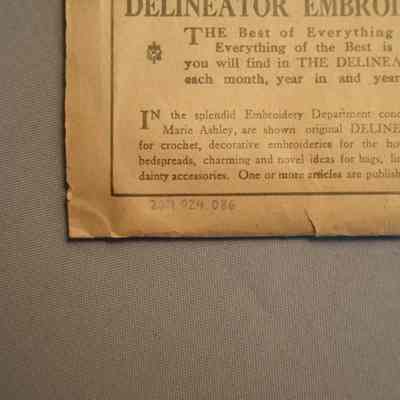 DELINEATOR EMBROI
THE Best of Everything
Everything of the Best is
you will find in THE DELINEA
each month, year in and year
IN the splendid Embroidery Department cond
Marie Ashley, are shown original DELINE
for crochet, decorative embroideries for the ho
bedspreads, charming and novel ideas for bags, lin
dainty accessories. One or more articles are publish
2019 024 086